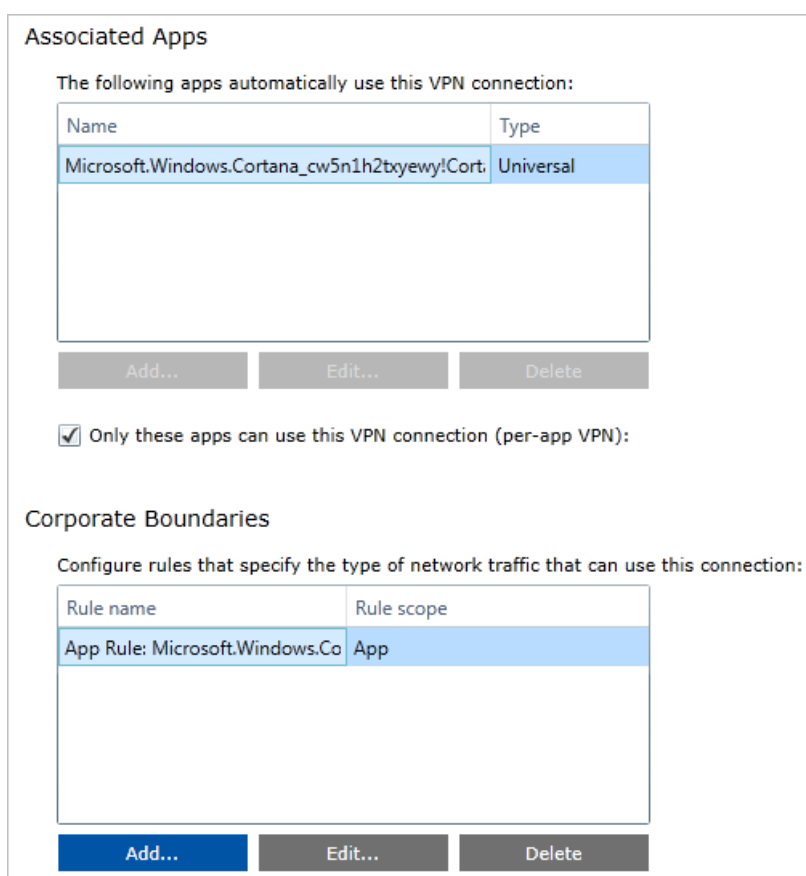 Associated Apps
The following apps automatically use this VPN connection:
Name Type
Microsoft.Windows.Cortana_cw5n1h2txyewy!Corta Universal
Add... Edit... Delete
Only these apps can use this VPN connection (per-app VPN):
Corporate Boundaries
Configure rules that specify the type of network traffic that can use this connection:
Rule name Rule scope
App Rule: Microsoft.Windows.Co App
Add... Edit... Delete